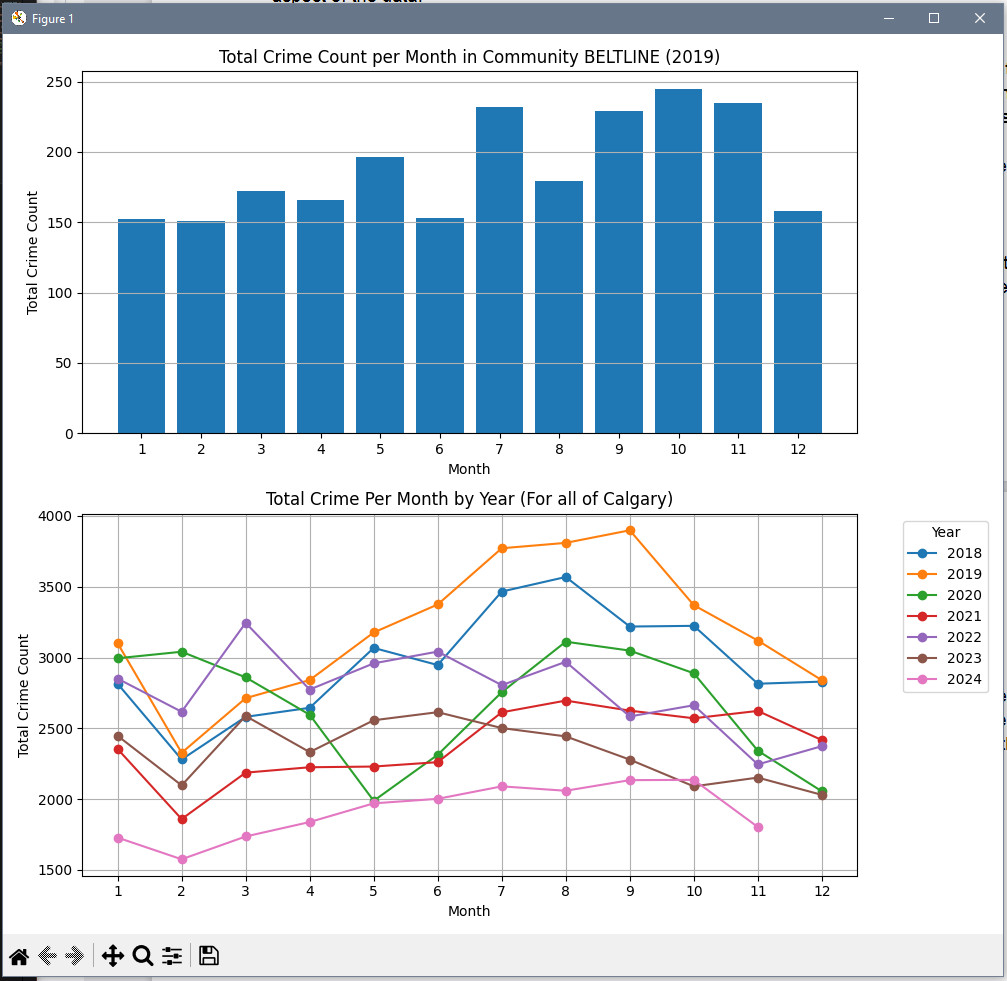 Figure 1
Total Crime Count per Month in Community BELTLINE (2019)
250
200
150
100
50
0
Total Crime Count
1 2 3 4 5 6 7 8 9 10 11 12
Month
Total Crime Per Month by Year (For all of Calgary)
4000
3500
3000
2500
2000
1500
Total Crime Count
1 2 3 4 5 6 7 8 9 10 11 12
Month
Year
2018
2019
2020
2021
2022
2023
2024